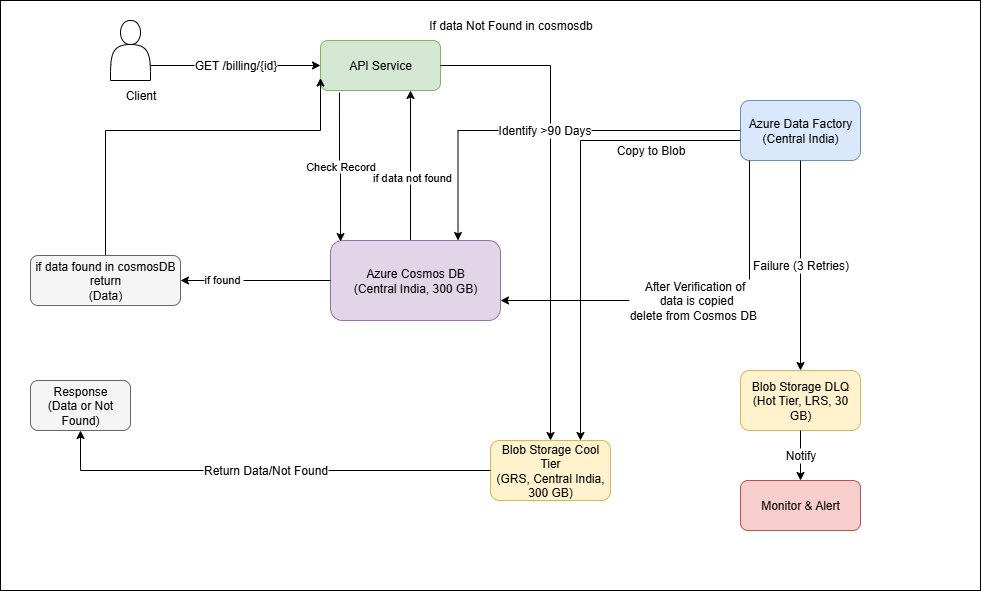 If data Not Found in cosmosdb
GET /billing/{id}
API Service
Client
Azure Data Factory
(Central India)
Identify >90 Days
Copy to Blob
Check Record
if data not found
if data found in cosmosDB
return
(Data)
if found
Azure Cosmos DB
(Central India, 300 GB)
Failure (3 Retries)
After Verification of
data is copied
delete from Cosmos DB
Response
(Data or Not
Found)
Blob Storage DLQ
(Hot Tier, LRS, 30
GB)
Notify
Return Data/Not Found
Blob Storage Cool
Tier
(GRS, Central India,
300 GB)
Monitor & Alert